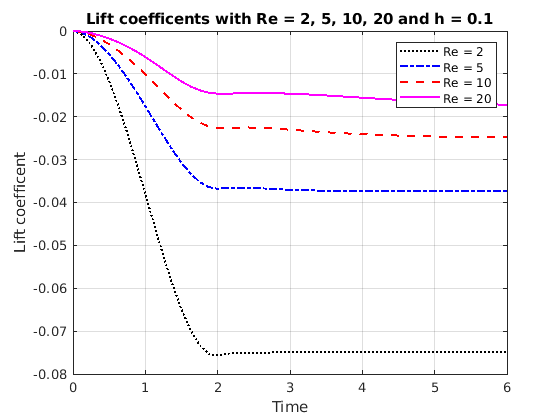 Lift coefficents with Re = 2, 5, 10, 20 and h = 0.1
0
-0.01
-0.02
-0.03
-0.04
-0.05
-0.06
-0.07
-0.08
Lift coefficent
Re = 2
Re = 5
Re = 10
Re = 20
0 1 2 3 4 5 6
Time